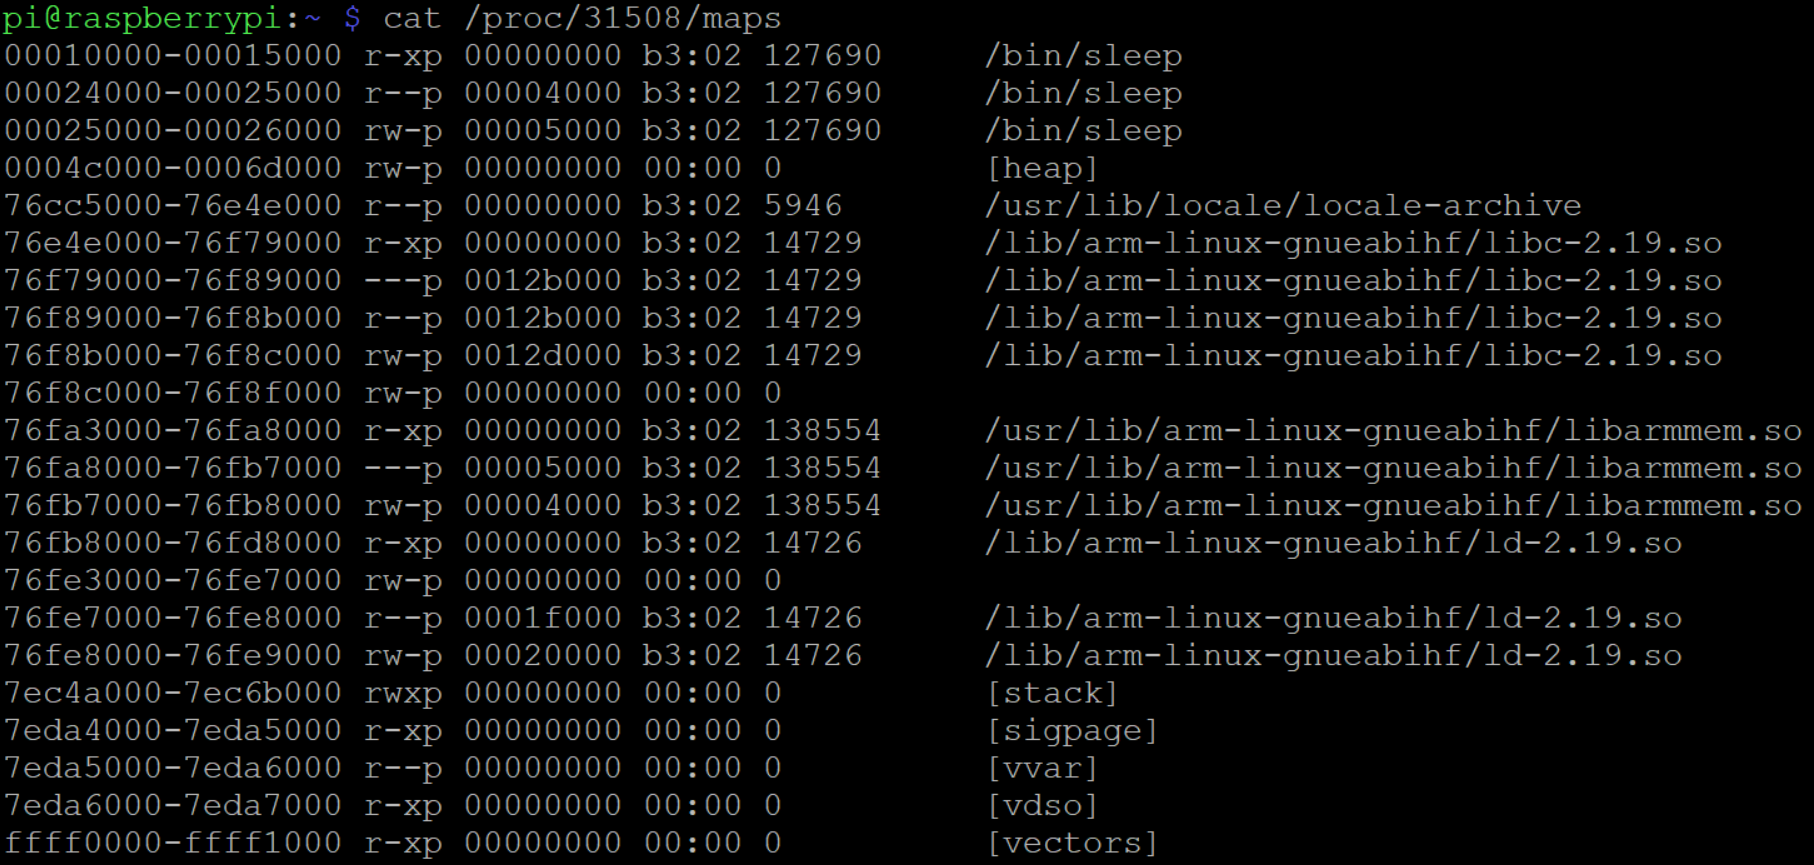 pi@raspberrypi:~ $ cat /proc/31508/maps
00010000-00015000 r-xp 00000000 b3:02 127690     /bin/sleep
00024000-00025000 r--p 00004000 b3:02 127690     /bin/sleep
00025000-00026000 rw-p 00005000 b3:02 127690     /bin/sleep
0004c000-0006d000 rw-p 00000000 00:00 0          [heap]
76cc5000-76e4e000 r--p 00000000 b3:02 5946       /usr/lib/locale/locale-archive
76e4e000-76f79000 r-xp 00000000 b3:02 14729      /lib/arm-linux-gnueabihf/libc-2.19.so
76f79000-76f89000 ---p 0012b000 b3:02 14729      /lib/arm-linux-gnueabihf/libc-2.19.so
76f89000-76f8b000 r--p 0012b000 b3:02 14729      /lib/arm-linux-gnueabihf/libc-2.19.so
76f8b000-76f8c000 rw-p 0012d000 b3:02 14729      /lib/arm-linux-gnueabihf/libc-2.19.so
76f8c000-76f8f000 rw-p 00000000 00:00 0
76fa3000-76fa8000 r-xp 00000000 b3:02 138554     /usr/lib/arm-linux-gnueabihf/libarmmem.so
76fa8000-76fb7000 ---p 00005000 b3:02 138554     /usr/lib/arm-linux-gnueabihf/libarmmem.so
76fb7000-76fb8000 rw-p 00004000 b3:02 138554     /usr/lib/arm-linux-gnueabihf/libarmmem.so
76fb8000-76fd8000 r-xp 00000000 b3:02 14726      /lib/arm-linux-gnueabihf/ld-2.19.so
76fe3000-76fe7000 rw-p 00000000 00:00 0
76fe7000-76fe8000 r--p 0001f000 b3:02 14726      /lib/arm-linux-gnueabihf/ld-2.19.so
76fe8000-76fe9000 rw-p 00020000 b3:02 14726      /lib/arm-linux-gnueabihf/ld-2.19.so
7ec4a000-7ec6b000 rwxp 00000000 00:00 0          [stack]
7eda4000-7eda5000 r-xp 00000000 00:00 0          [sigpage]
7eda5000-7eda6000 r--p 00000000 00:00 0          [vvar]
7eda6000-7eda7000 r-xp 00000000 00:00 0          [vdso]
ffff0000-ffff1000 r-xp 00000000 00:00 0          [vectors]